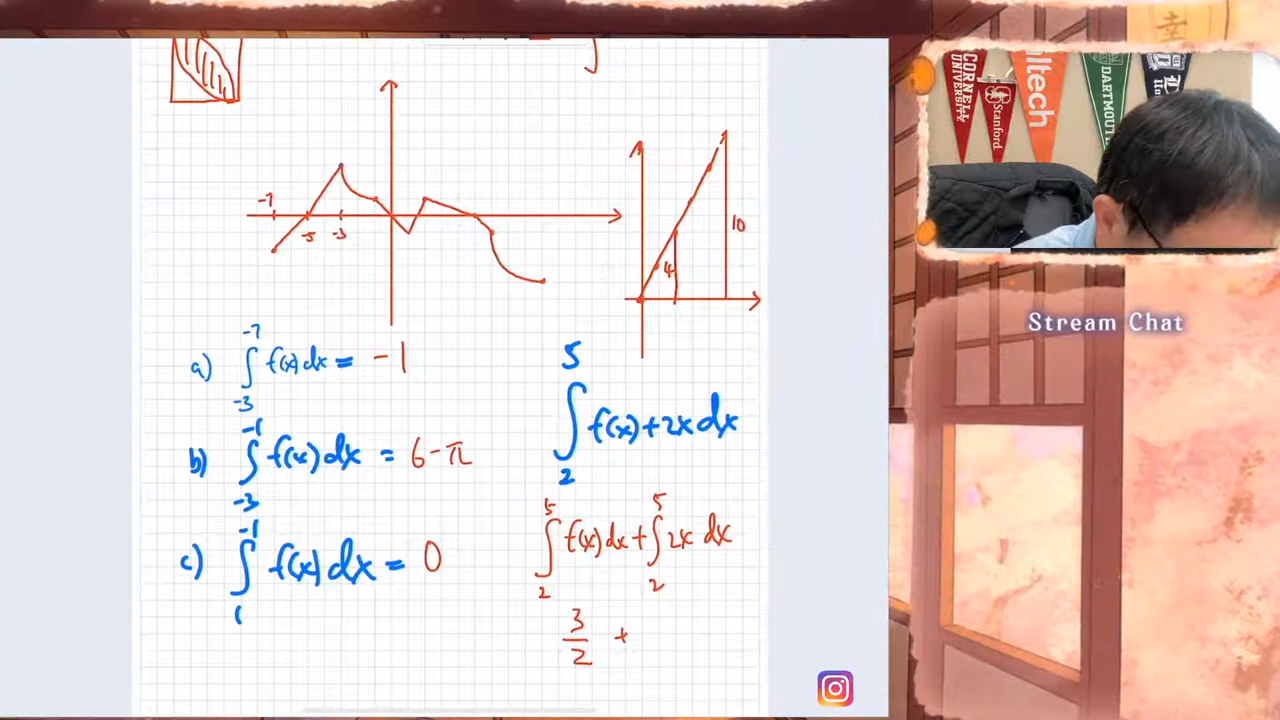 CORNELL UNIVERSITY
Stanford
ltech
DARTMOUTH
幸
Stream Chat
-7 -5 -3
4 10
a) ∫_{-3}^{-7} f(x) dx = -1
b) ∫_{-3}^{-1} f(x) dx = 6-π
c) ∫_{1}^{-1} f(x) dx = 0
∫_{2}^{5} f(x)+2x dx
∫_{2}^{5} f(x) dx + ∫_{2}^{5} 2x dx
3/2 +